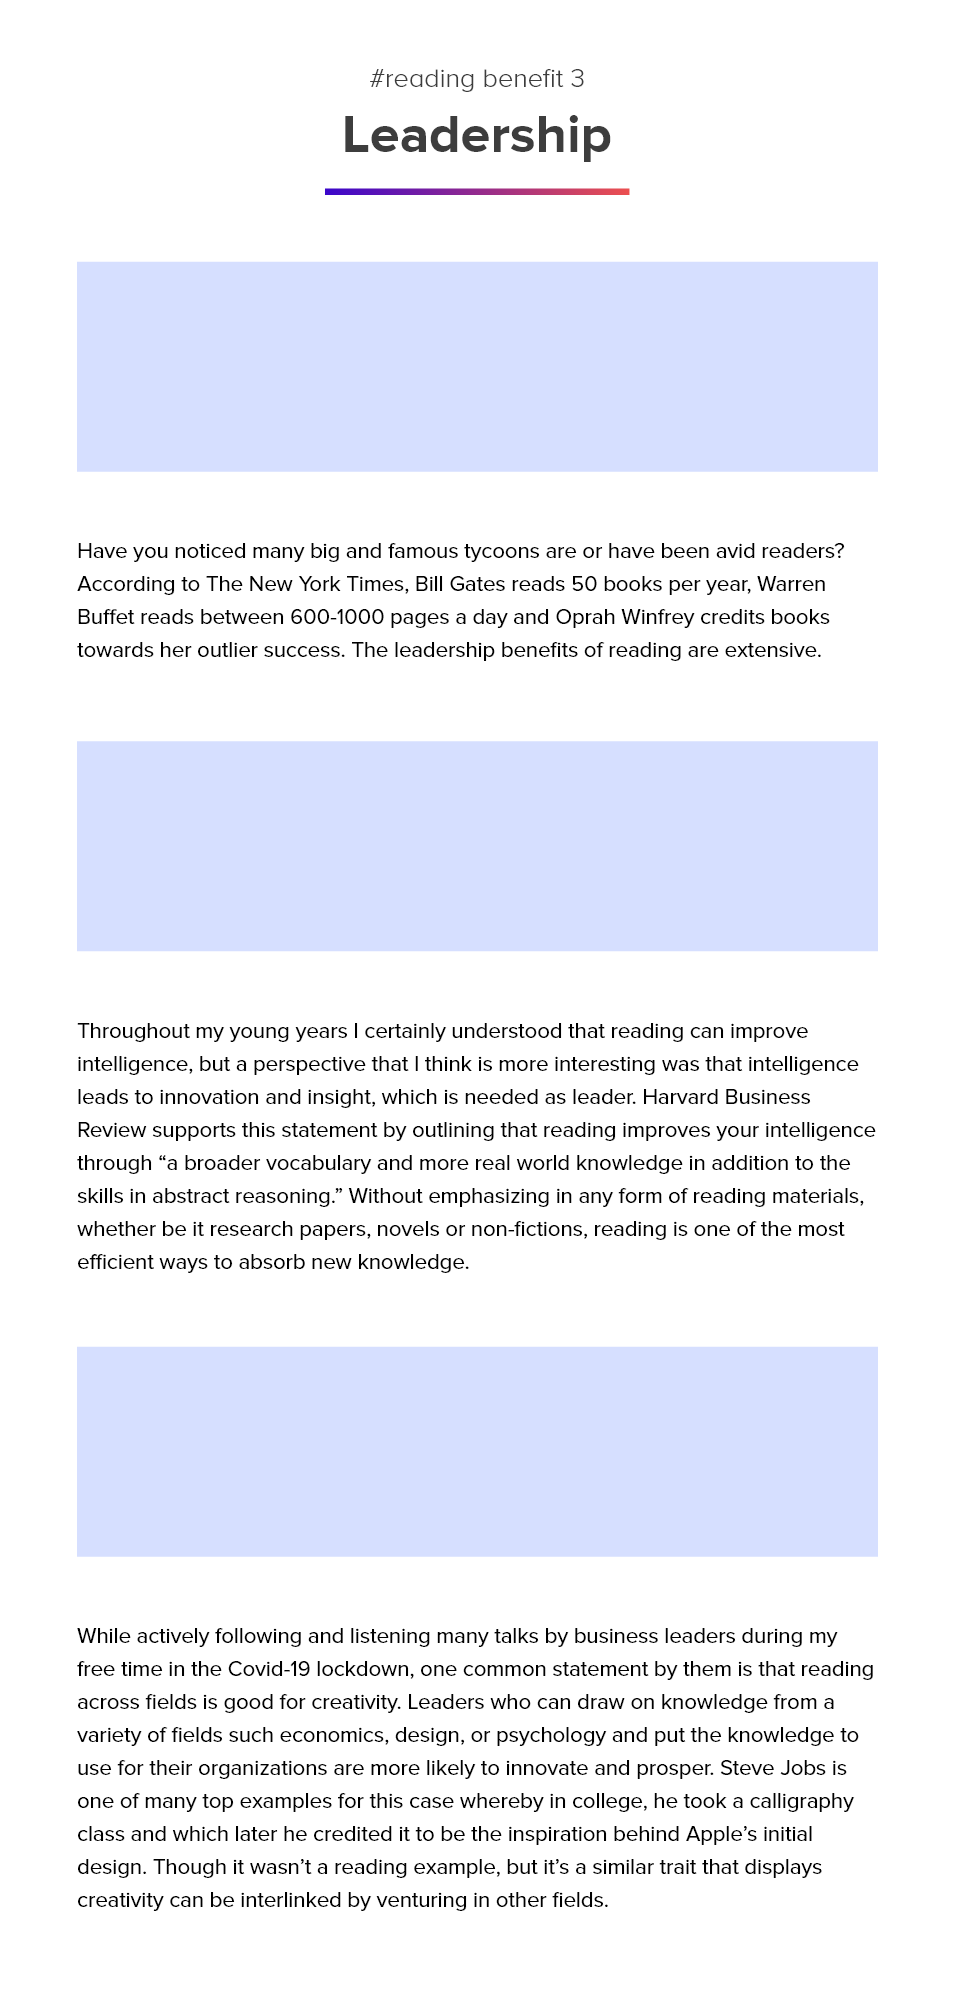 #reading benefit 3
Leadership
Have you noticed many big and famous tycoons are or have been avid readers?
According to The New York Times, Bill Gates reads 50 books per year, Warren
Buffet reads between 600-1000 pages a day and Oprah Winfrey credits books
towards her outlier success. The leadership benefits of reading are extensive.
Throughout my young years I certainly understood that reading can improve
intelligence, but a perspective that I think is more interesting was that intelligence
leads to innovation and insight, which is needed as leader. Harvard Business
Review supports this statement by outlining that reading improves your intelligence
through “a broader vocabulary and more real world knowledge in addition to the
skills in abstract reasoning.” Without emphasizing in any form of reading materials,
whether be it research papers, novels or non-fictions, reading is one of the most
efficient ways to absorb new knowledge.
While actively following and listening many talks by business leaders during my
free time in the Covid-19 lockdown, one common statement by them is that reading
across fields is good for creativity. Leaders who can draw on knowledge from a
variety of fields such economics, design, or psychology and put the knowledge to
use for their organizations are more likely to innovate and prosper. Steve Jobs is
one of many top examples for this case whereby in college, he took a calligraphy
class and which later he credited it to be the inspiration behind Apple’s initial
design. Though it wasn’t a reading example, but it’s a similar trait that displays
creativity can be interlinked by venturing in other fields.